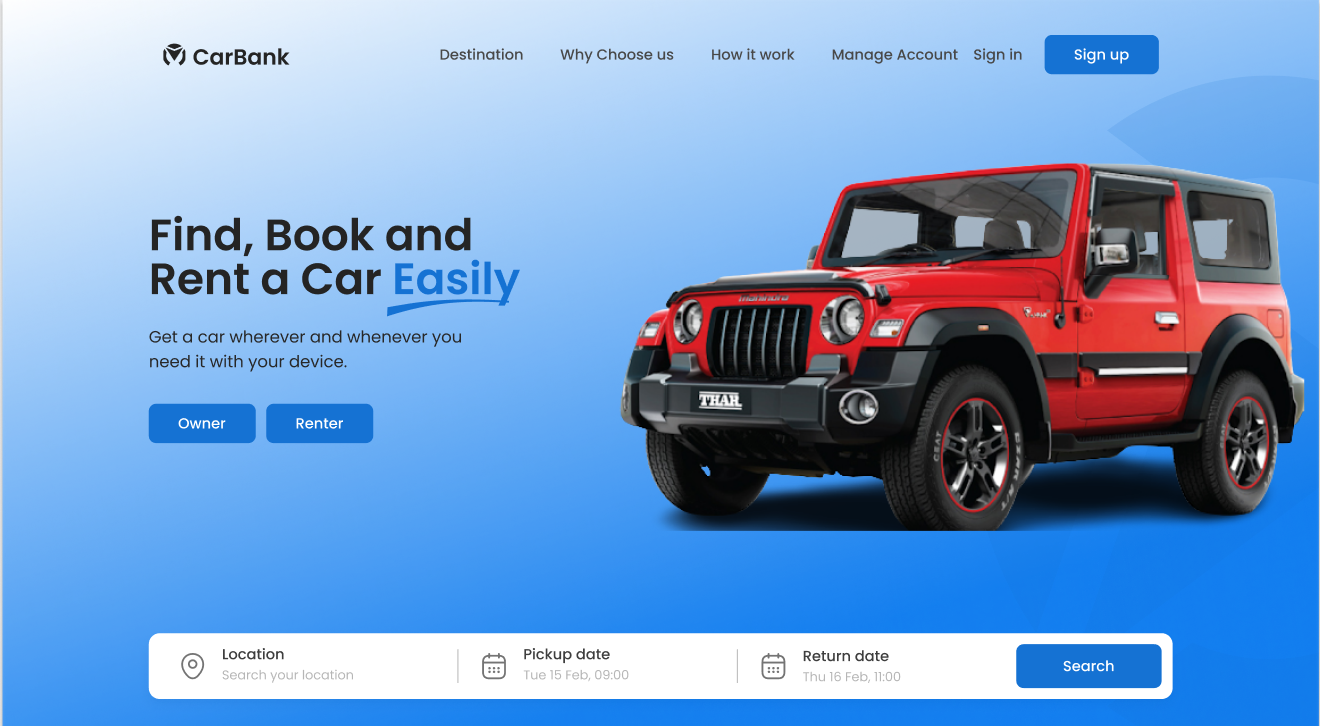 CarBank
Destination
Why Choose us
How it work
Manage Account
Sign in
Sign up
Find, Book and
Rent a Car Easily
Get a car wherever and whenever you
need it with your device.
Owner
Renter
Mahindra
THAR
CEAT
Location
Search your location
Pickup date
Tue 15 Feb, 09:00
Return date
Thu 16 Feb, 11:00
Search